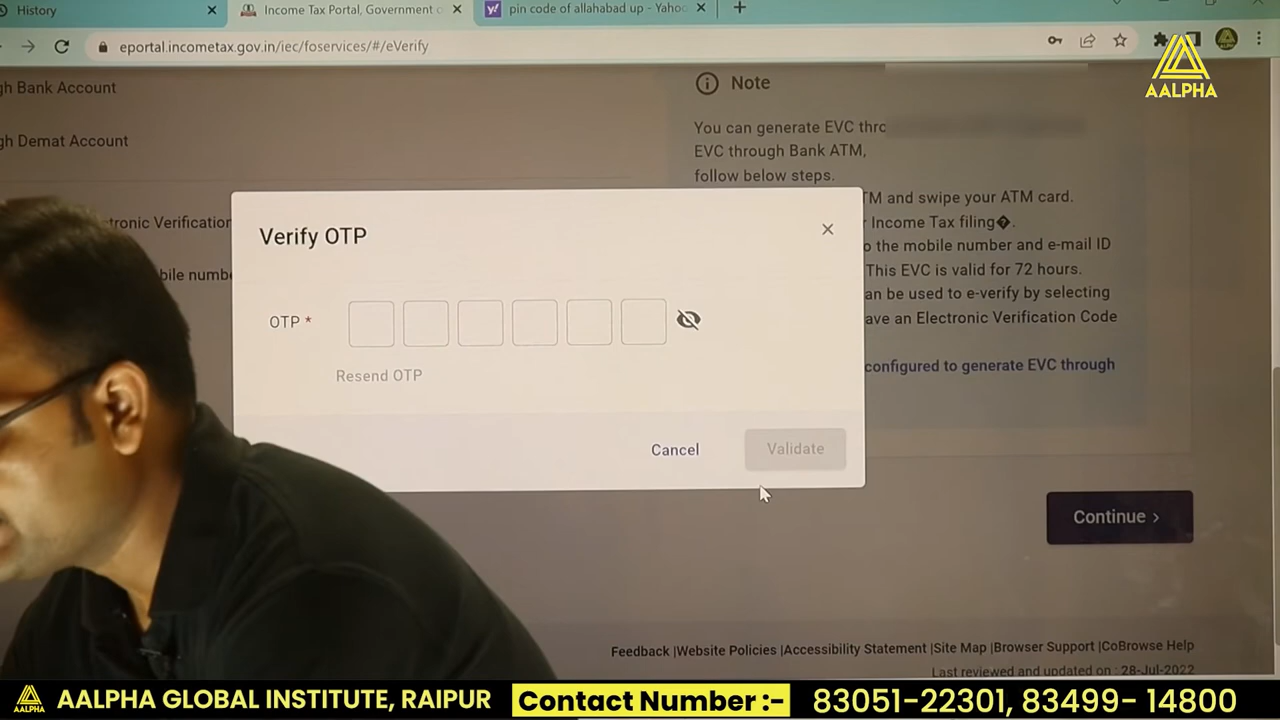 History
Income Tax Portal, Government
pin code of allahabad up - Yaho
eportal.incometax.gov.in/iec/foservices/#/eVerify
AALPHA
gh Bank Account
gh Demat Account
ctronic Verification
bile numbe
Note
You can generate EVC thro
EVC through Bank ATM,
follow below steps.
TM and swipe your ATM card.
r Income Tax filing�.
o the mobile number and e-mail ID
This EVC is valid for 72 hours.
an be used to e-verify by selecting
ave an Electronic Verification Code
configured to generate EVC through
Verify OTP
OTP *
Resend OTP
Cancel
Validate
Continue >
Feedback |Website Policies |Accessibility Statement |Site Map |Browser Support |CoBrowse Help
Last reviewed and updated on : 28-Jul-2022
AALPHA
AALPHA GLOBAL INSTITUTE, RAIPUR
Contact Number :-
83051-22301, 83499- 14800